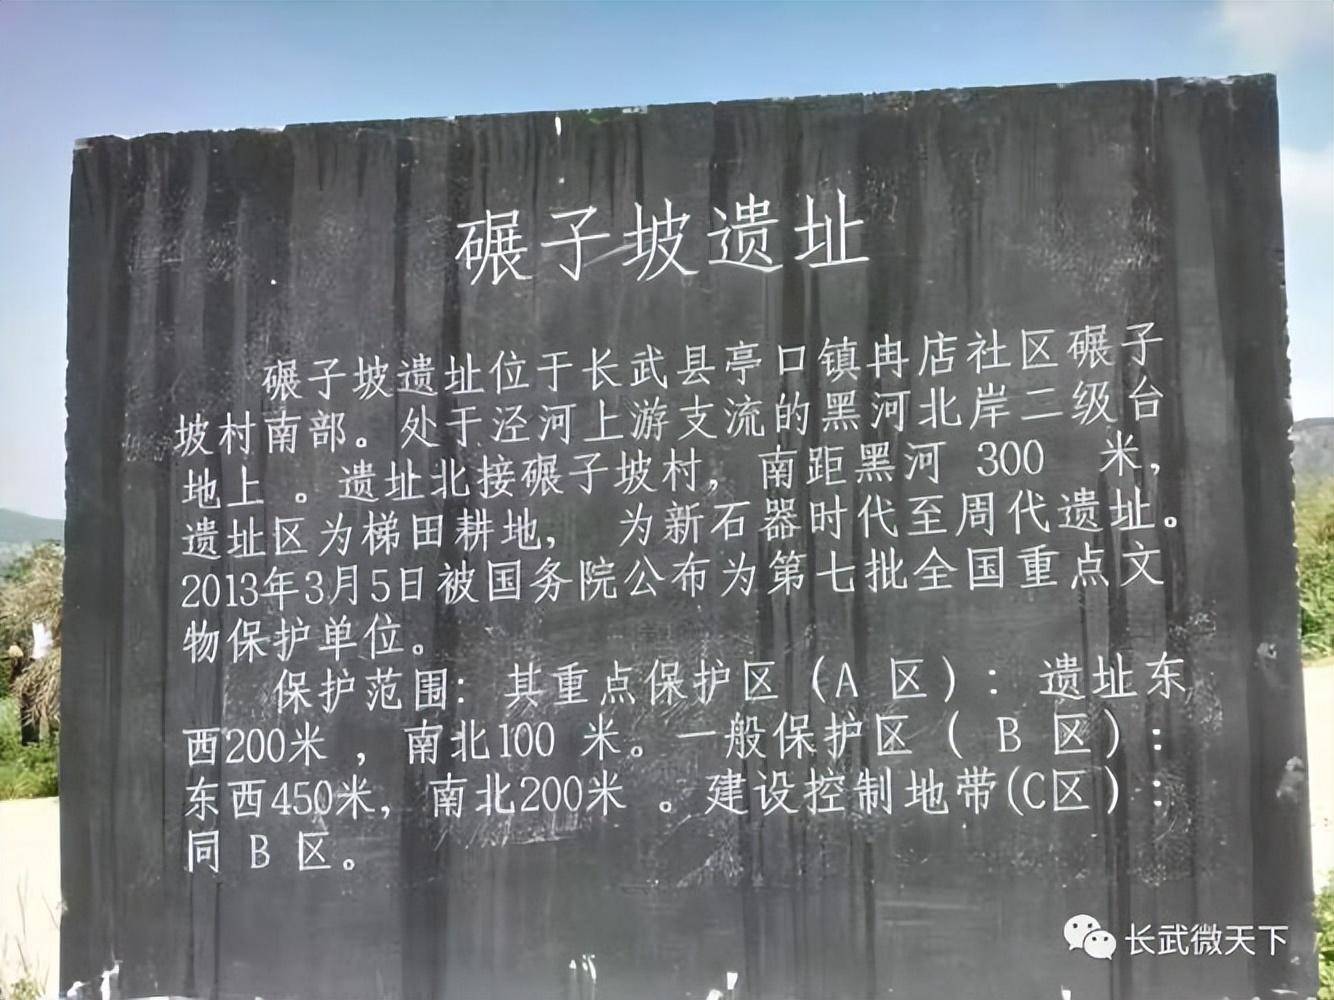 碾子坡遗址
碾子坡遗址位于长武县亭口镇冉店社区碾子
坡村南部。处于泾河上游支流的黑河北岸二级台
地上 。遗址北接碾子坡村，南距黑河 300 米，
遗址区为梯田耕地， 为新石器时代至周代遗址。
2013年3月5日被国务院公布为第七批全国重点文
物保护单位。
保护范围：其重点保护区（A 区）：遗址东
西200米 ，南北100 米。一般保护区（ B 区）：
东西450米，南北200米 。建设控制地带(C区）：
同 B 区。
长武微天下